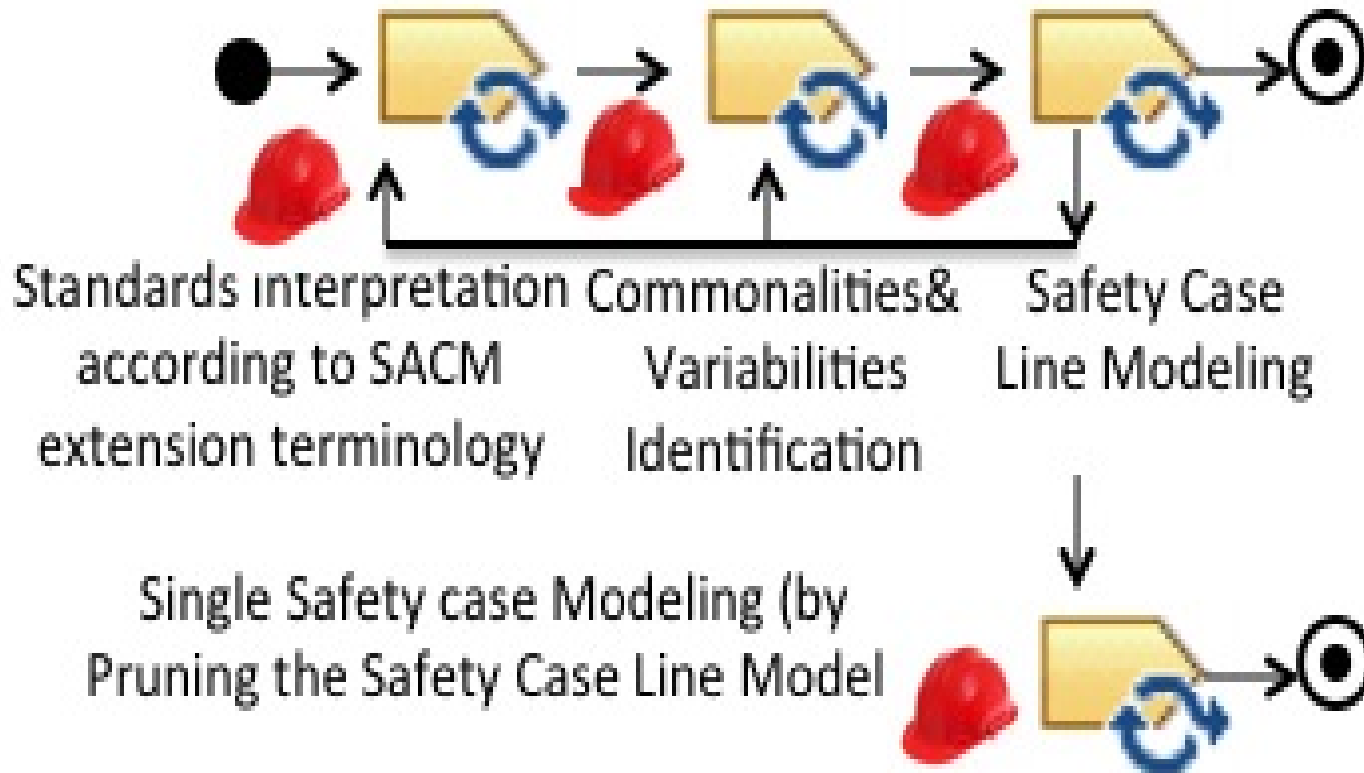 Standards interpretation
according to SACM
extension terminology
Commonalities&
Variabilities
Identification
Safety Case
Line Modeling
Single Safety case Modeling (by
Pruning the Safety Case Line Model